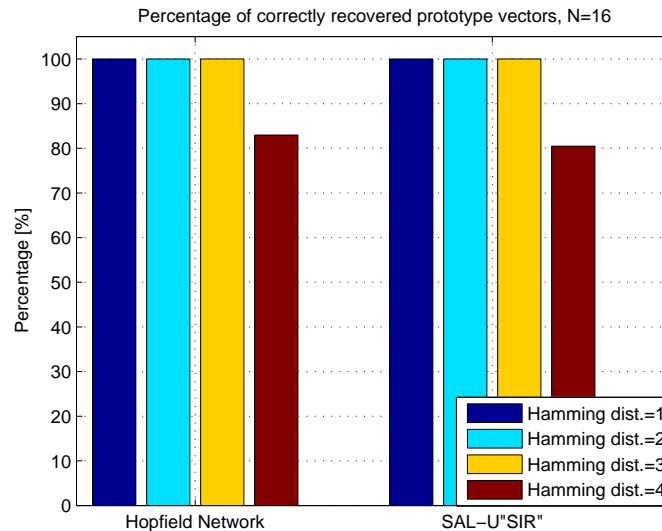 Percentage of correctly recovered prototype vectors, N=16
Percentage [%]
100
90
80
70
60
50
40
30
20
10
0
Hopfield Network
SAL−U"SIR"
Hamming dist.=1
Hamming dist.=2
Hamming dist.=3
Hamming dist.=4